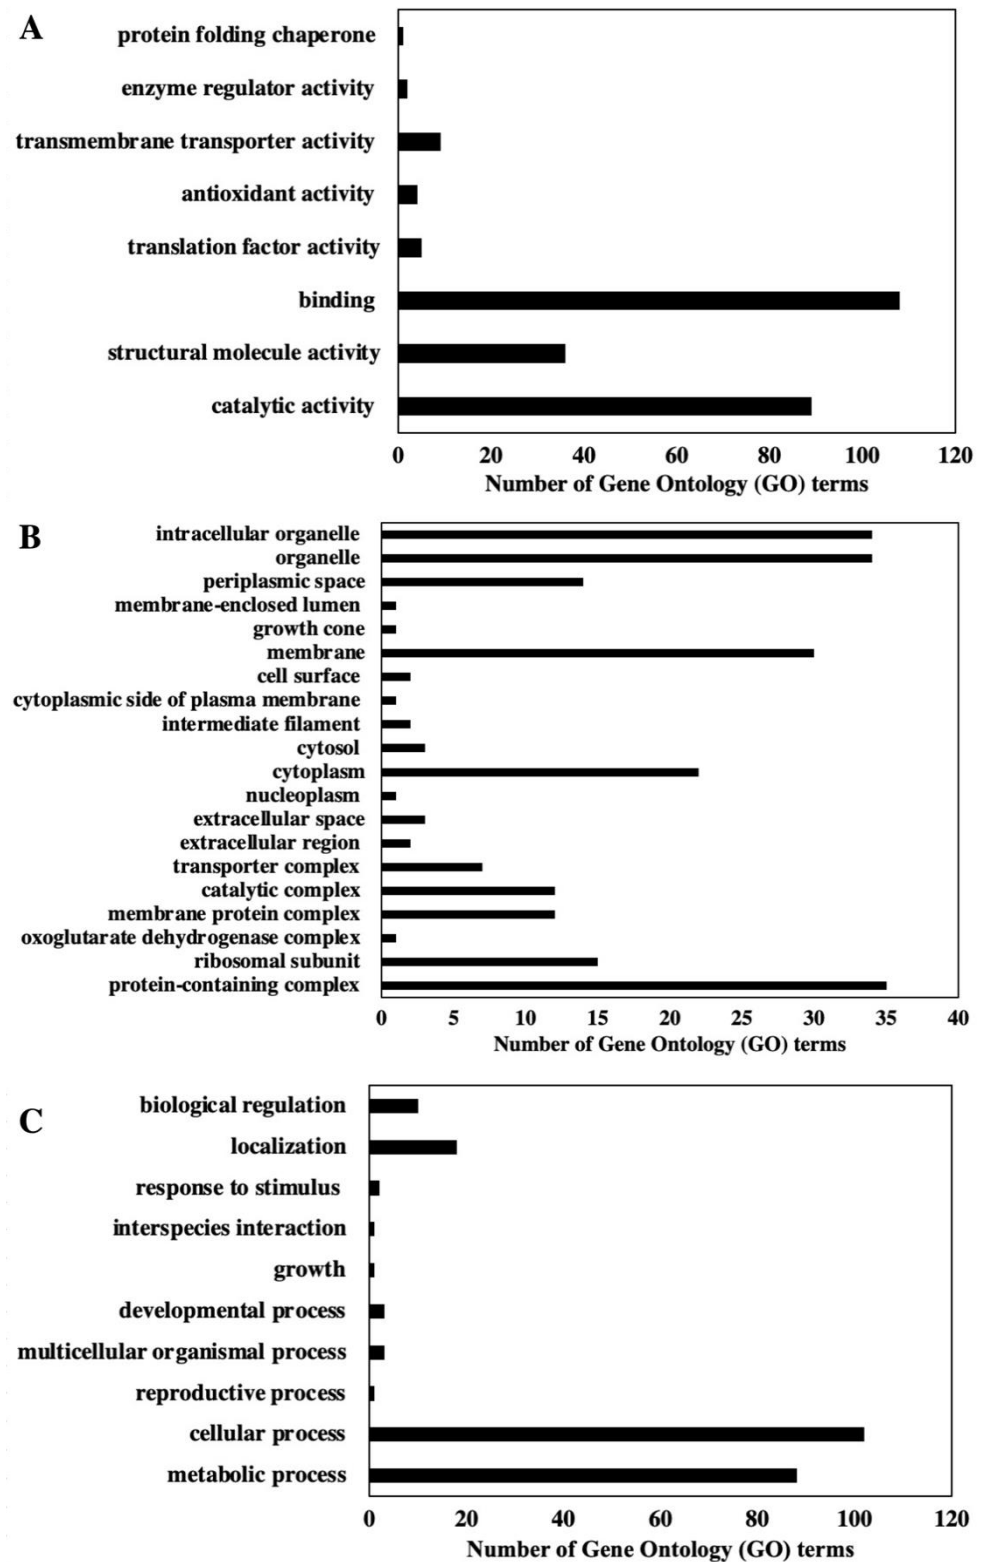 A
protein folding chaperone
enzyme regulator activity
transmembrane transporter activity
antioxidant activity
translation factor activity
binding
structural molecule activity
catalytic activity
0 20 40 60 80 100 120
Number of Gene Ontology (GO) terms
B
intracellular organelle
organelle
periplasmic space
membrane-enclosed lumen
growth cone
membrane
cell surface
cytoplasmic side of plasma membrane
intermediate filament
cytosol
cytoplasm
nucleoplasm
extracellular space
extracellular region
transporter complex
catalytic complex
membrane protein complex
oxoglutarate dehydrogenase complex
ribosomal subunit
protein-containing complex
0 5 10 15 20 25 30 35 40
Number of Gene Ontology (GO) terms
C
biological regulation
localization
response to stimulus
interspecies interaction
growth
developmental process
multicellular organismal process
reproductive process
cellular process
metabolic process
0 20 40 60 80 100 120
Number of Gene Ontology (GO) terms